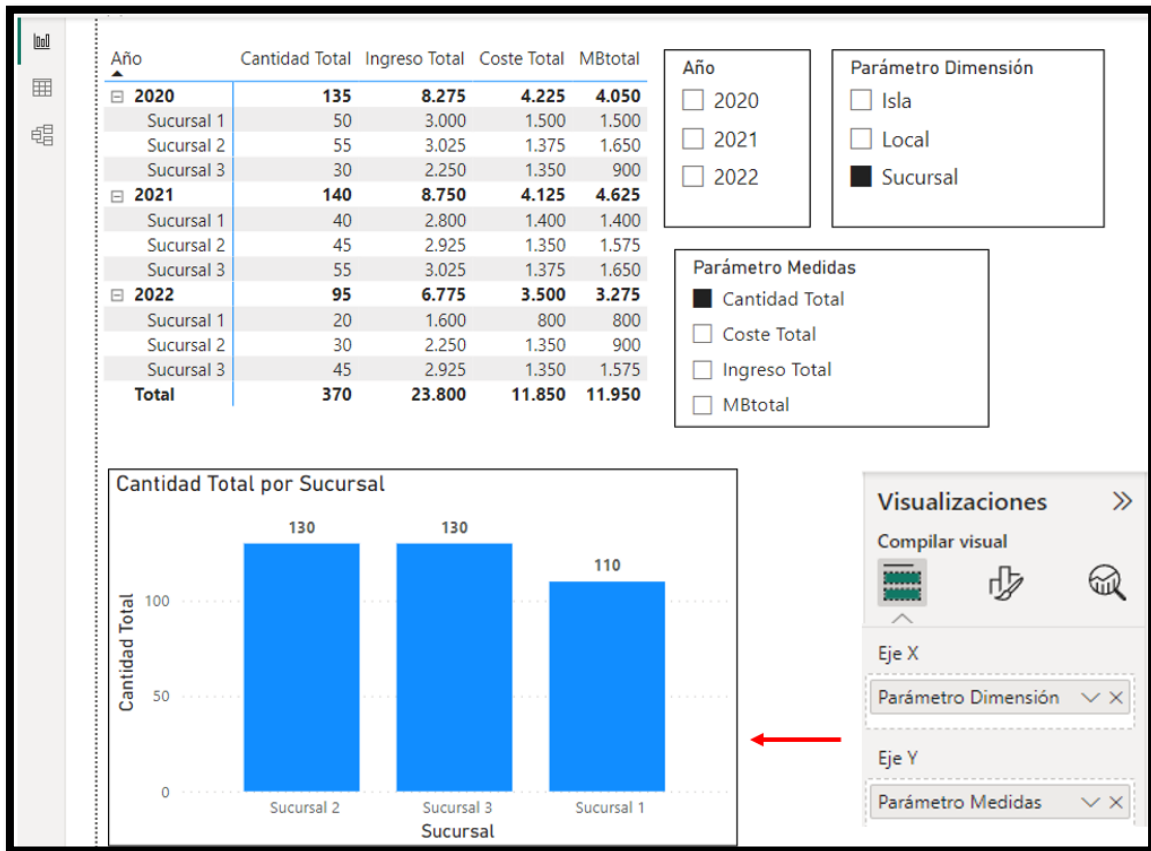 Año Cantidad Total Ingreso Total Coste Total MBtotal
2020 135 8.275 4.225 4.050
Sucursal 1 50 3.000 1.500 1.500
Sucursal 2 55 3.025 1.375 1.650
Sucursal 3 30 2.250 1.350 900
2021 140 8.750 4.125 4.625
Sucursal 1 40 2.800 1.400 1.400
Sucursal 2 45 2.925 1.350 1.575
Sucursal 3 55 3.025 1.375 1.650
2022 95 6.775 3.500 3.275
Sucursal 1 20 1.600 800 800
Sucursal 2 30 2.250 1.350 900
Sucursal 3 45 2.925 1.350 1.575
Total 370 23.800 11.850 11.950
Año
2020
2021
2022
Parámetro Dimensión
Isla
Local
Sucursal
Parámetro Medidas
Cantidad Total
Coste Total
Ingreso Total
MBtotal
Cantidad Total por Sucursal
Cantidad Total
100
50
0
130
130
110
Sucursal 2
Sucursal 3
Sucursal 1
Sucursal
Visualizaciones
Compilar visual
Eje X
Parámetro Dimensión
Eje Y
Parámetro Medidas